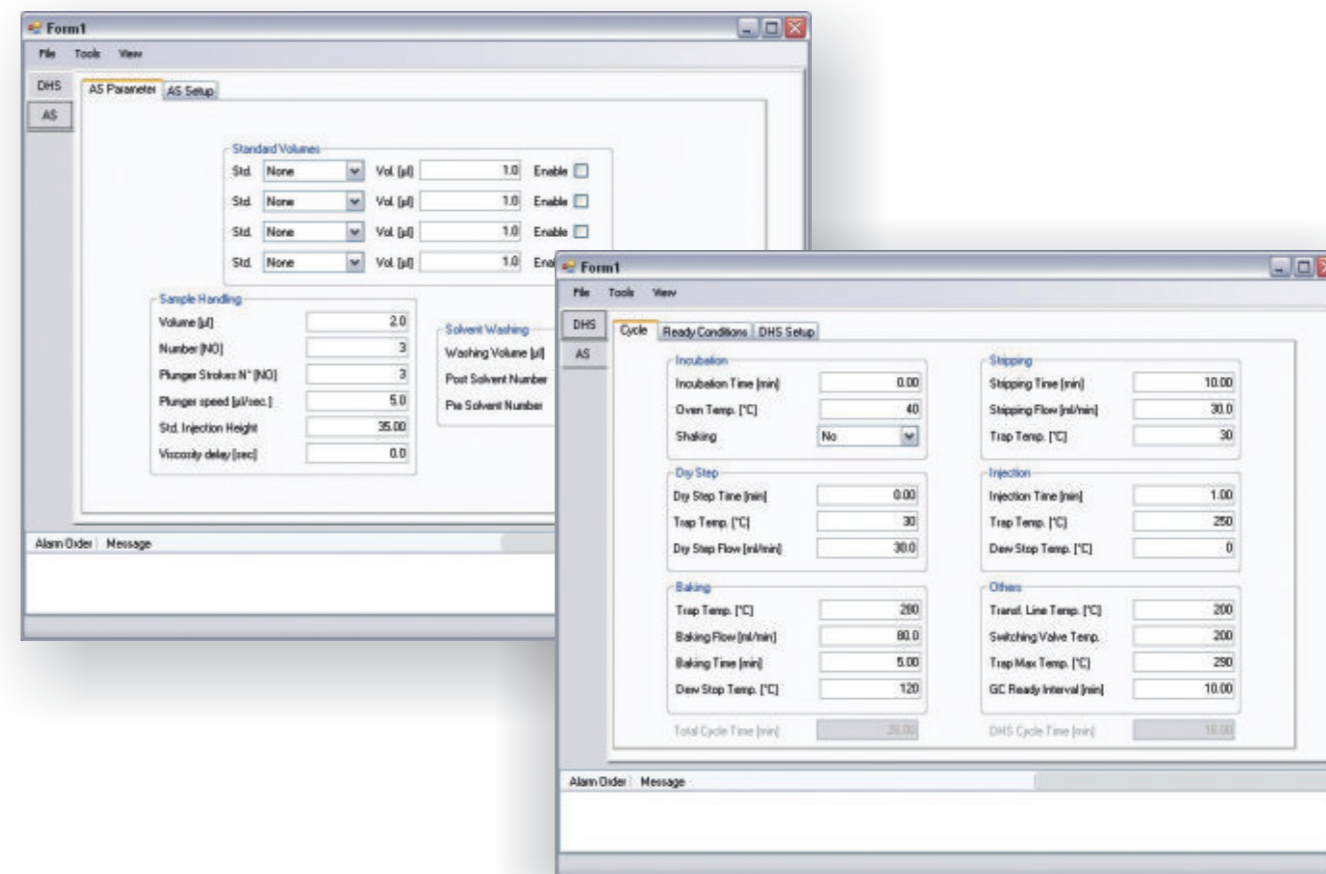 Form1
File Tools View
DHS
AS
AS Parameter AS Setup
Standard Volumes
Std. None Vol. [µl] 1.0 Enable
Std. None Vol. [µl] 1.0 Enable
Std. None Vol. [µl] 1.0 Enable
Std. None Vol. [µl] 1.0
Sample Handling
Volume [µl] 2.0
Number [NO] 3
Plunger Strokes N° [NO] 3
Plunger speed [µl/sec.] 5.0
Std. Injection Height 35.00
Viscosity delay [sec] 0.0
Solvent Washing
Washing Volume [µl]
Post Solvent Number
Pre Solvent Number
Alarm Order Message
Form1
File Tools View
DHS
AS
Cycle Ready Conditions DHS Setup
Incubation
Incubation Time [min] 0.00
Oven Temp. [°C] 40
Shaking No
Stripping
Stripping Time [min] 10.00
Stripping Flow [ml/min] 30.0
Trap Temp. [°C] 30
Dry Step
Dry Step Time [min] 0.00
Trap Temp. [°C] 30
Dry Step Flow [ml/min] 30.0
Injection
Injection Time [min] 1.00
Trap Temp. [°C] 250
Dew Stop Temp. [°C] 0
Baking
Trap Temp. [°C] 280
Baking Flow [ml/min] 80.0
Baking Time [min] 5.00
Dew Stop Temp. [°C] 120
Others
Transf. Line Temp. [°C] 200
Switching Valve Temp. 200
Trap Max Temp. [°C] 290
GC Ready Interval [min] 10.00
Total Cycle Time [min] 26.00
DHS Cycle Time [min] 16.00
Alarm Order Message